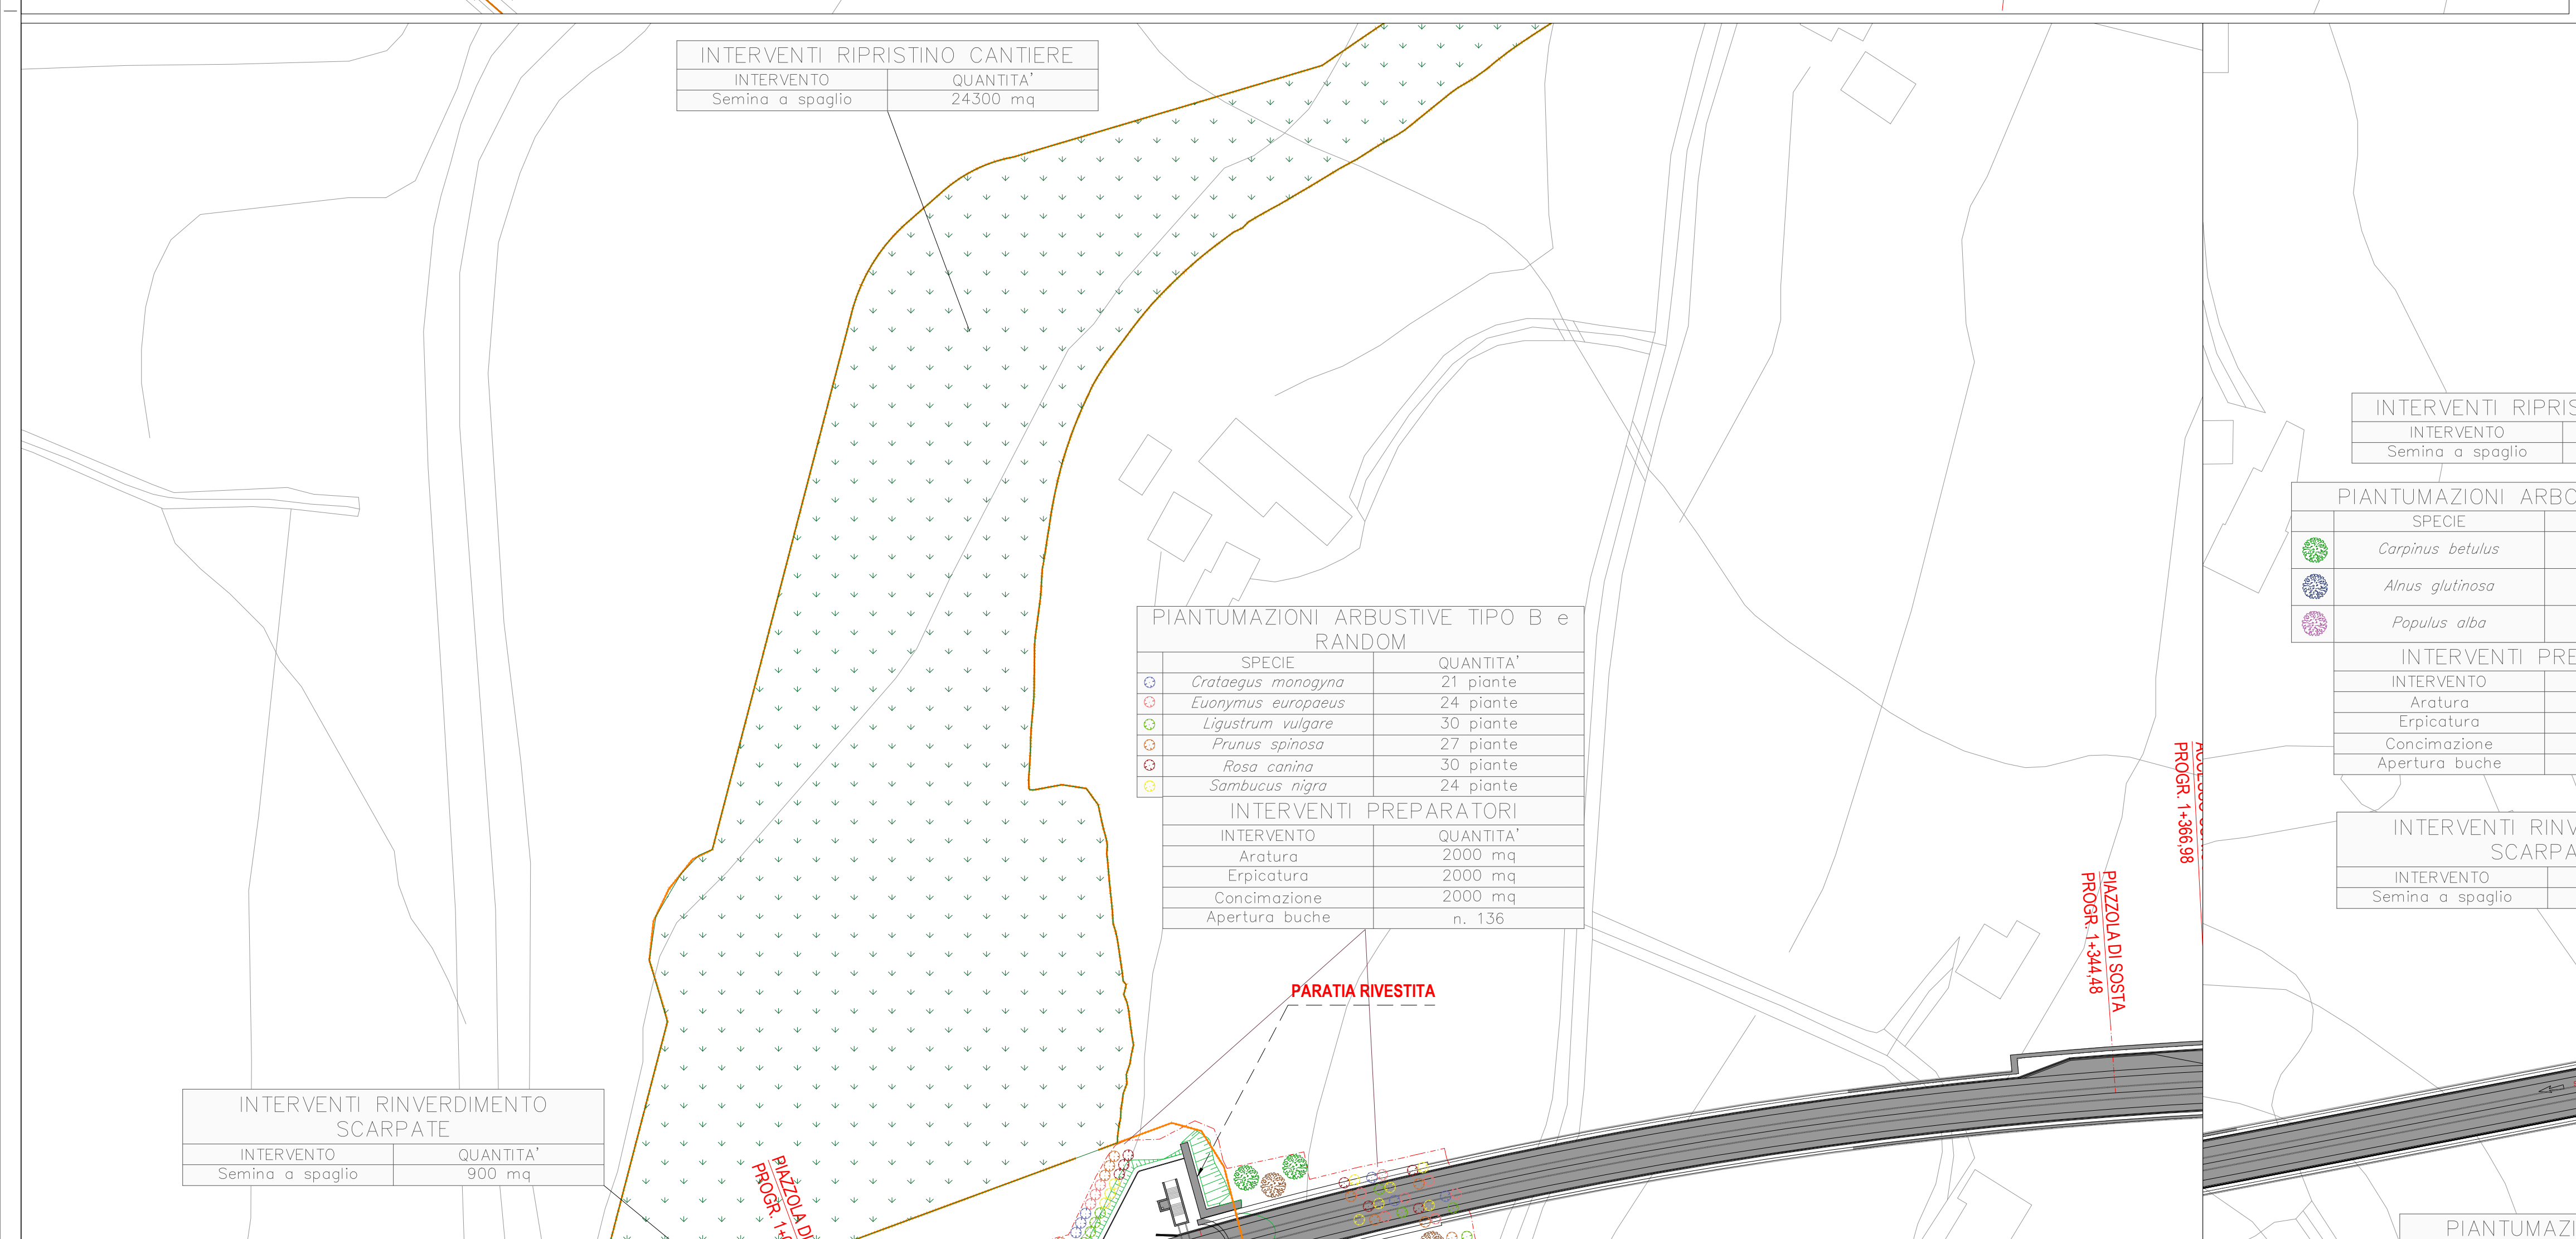 INTERVENTI RIPRISTINO CANTIERE
INTERVENTO QUANTITA'
Semina a spaglio 24300 mq
PIANTUMAZIONI ARBUSTIVE TIPO B e
RANDOM
SPECIE QUANTITA'
Crataegus monogyna 21 piante
Euonymus europaeus 24 piante
Ligustrum vulgare 30 piante
Prunus spinosa 27 piante
Rosa canina 30 piante
Sambucus nigra 24 piante
INTERVENTI PREPARATORI
INTERVENTO QUANTITA'
Aratura 2000 mq
Erpicatura 2000 mq
Concimazione 2000 mq
Apertura buche n. 136
PARATIA RIVESTITA
INTERVENTI RINVERDIMENTO
SCARPATE
INTERVENTO QUANTITA'
Semina a spaglio 900 mq
PIAZZOLA DI
PROGR. 1+
PIAZZOLA DI SOSTA
PROGR. 1+344,48
PROGR. 1+366,98
INTERVENTI RIPRIS
INTERVENTO
Semina a spaglio
PIANTUMAZIONI ARBO
SPECIE
Carpinus betulus
Alnus glutinosa
Populus alba
INTERVENTI PRE
INTERVENTO
Aratura
Erpicatura
Concimazione
Apertura buche
INTERVENTI RINV
SCARPA
INTERVENTO
Semina a spaglio
PIANTUMAZI